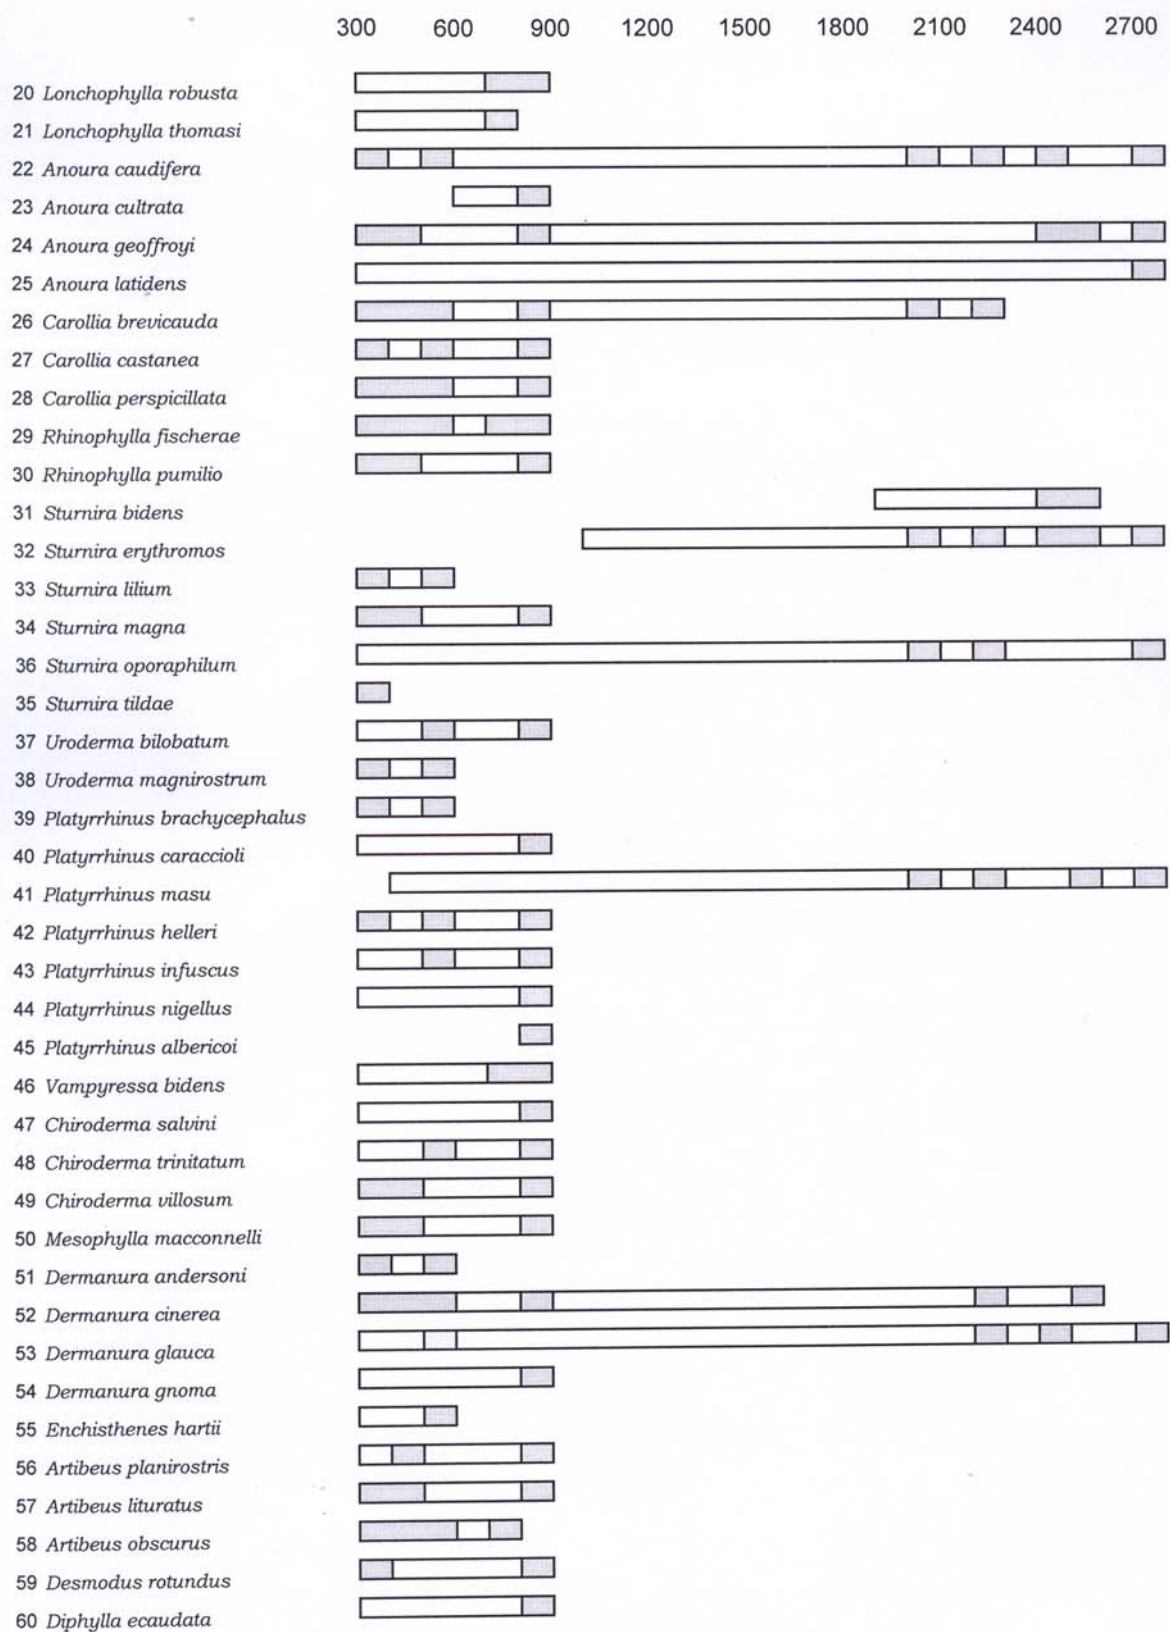 300 600 900 1200 1500 1800 2100 2400 2700
20 Lonchophylla robusta
21 Lonchophylla thomasi
22 Anoura caudifera
23 Anoura cultrata
24 Anoura geoffroyi
25 Anoura latidens
26 Carollia brevicauda
27 Carollia castanea
28 Carollia perspicillata
29 Rhinophylla fischerae
30 Rhinophylla pumilio
31 Sturnira bidens
32 Sturnira erythromos
33 Sturnira lilium
34 Sturnira magna
36 Sturnira oporaphilum
35 Sturnira tildae
37 Uroderma bilobatum
38 Uroderma magnirostrum
39 Platyrrhinus brachycephalus
40 Platyrrhinus caraccioli
41 Platyrrhinus masu
42 Platyrrhinus helleri
43 Platyrrhinus infuscus
44 Platyrrhinus nigellus
45 Platyrrhinus albericoi
46 Vampyressa bidens
47 Chiroderma salvini
48 Chiroderma trinitatum
49 Chiroderma villosum
50 Mesophylla macconnelli
51 Dermanura andersoni
52 Dermanura cinerea
53 Dermanura glauca
54 Dermanura gnoma
55 Enchisthenes hartii
56 Artibeus planirostris
57 Artibeus lituratus
58 Artibeus obscurus
59 Desmodus rotundus
60 Diphylla ecaudata